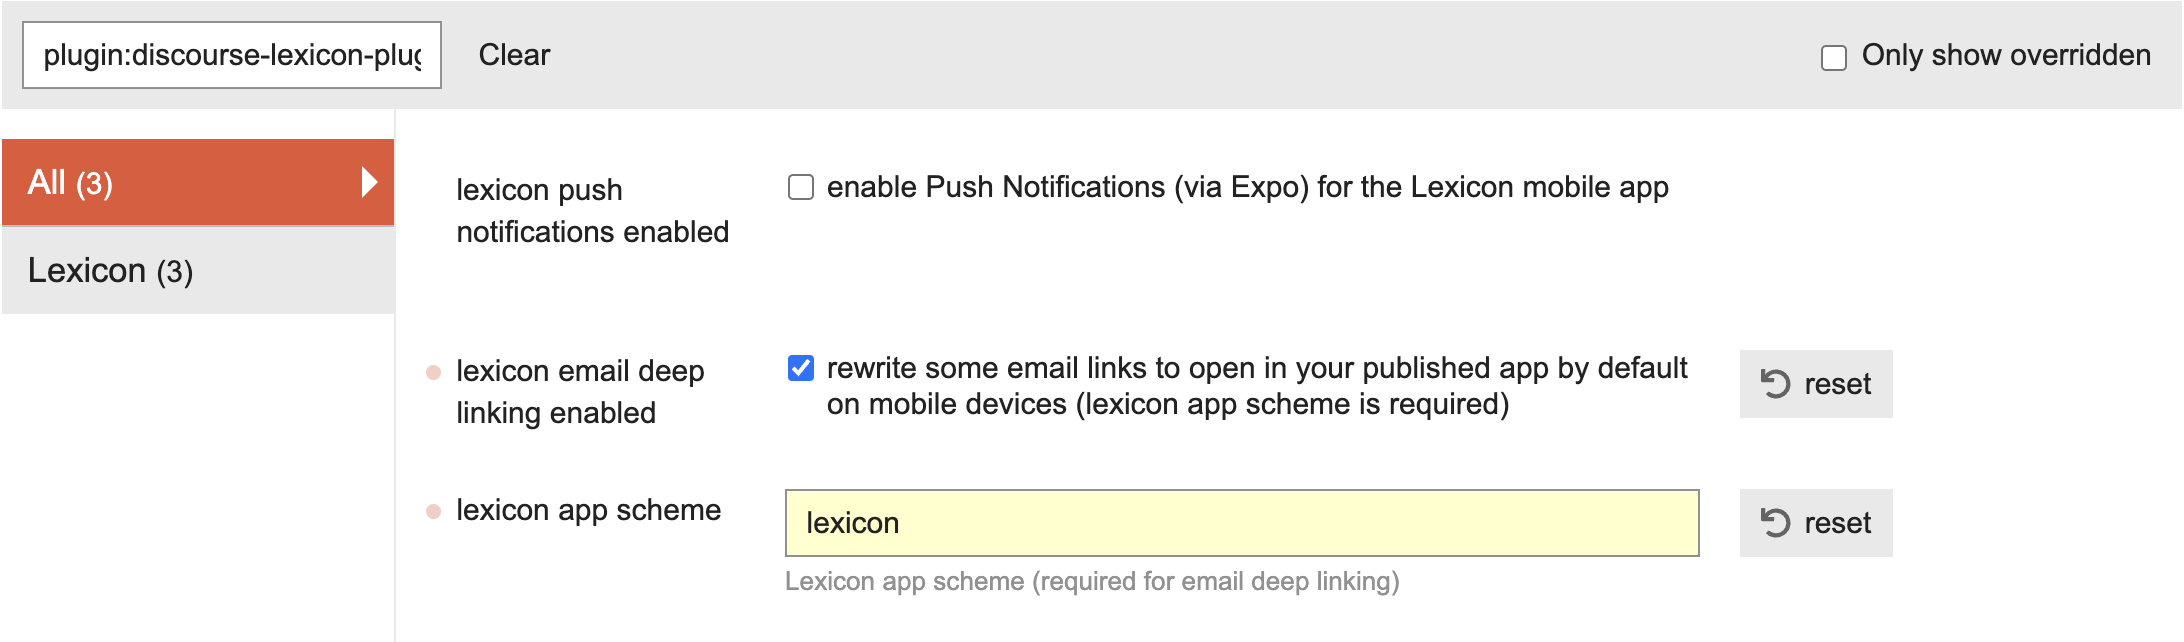 plugin:discourse-lexicon-plug
Clear
Only show overridden
All (3)
Lexicon (3)
lexicon push
notifications enabled
enable Push Notifications (via Expo) for the Lexicon mobile app
lexicon email deep
linking enabled
rewrite some email links to open in your published app by default
on mobile devices (lexicon app scheme is required)
reset
lexicon app scheme
lexicon
reset
Lexicon app scheme (required for email deep linking)